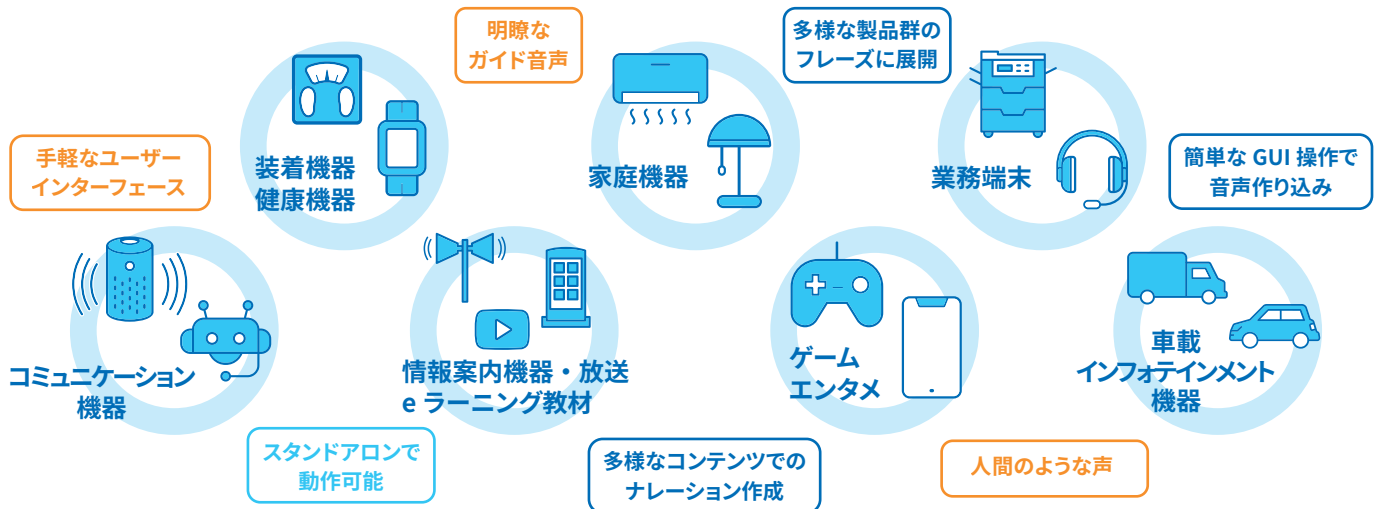 明瞭な
ガイド音声
多様な製品群の
フレーズに展開
手軽なユーザー
インターフェース
装着機器
健康機器
家庭機器
業務端末
簡単な GUI 操作で
音声作り込み
コミュニケーション
機器
情報案内機器・放送
e ラーニング教材
ゲーム
エンタメ
車載
インフォテインメント
機器
スタンドアロンで
動作可能
多様なコンテンツでの
ナレーション作成
人間のような声